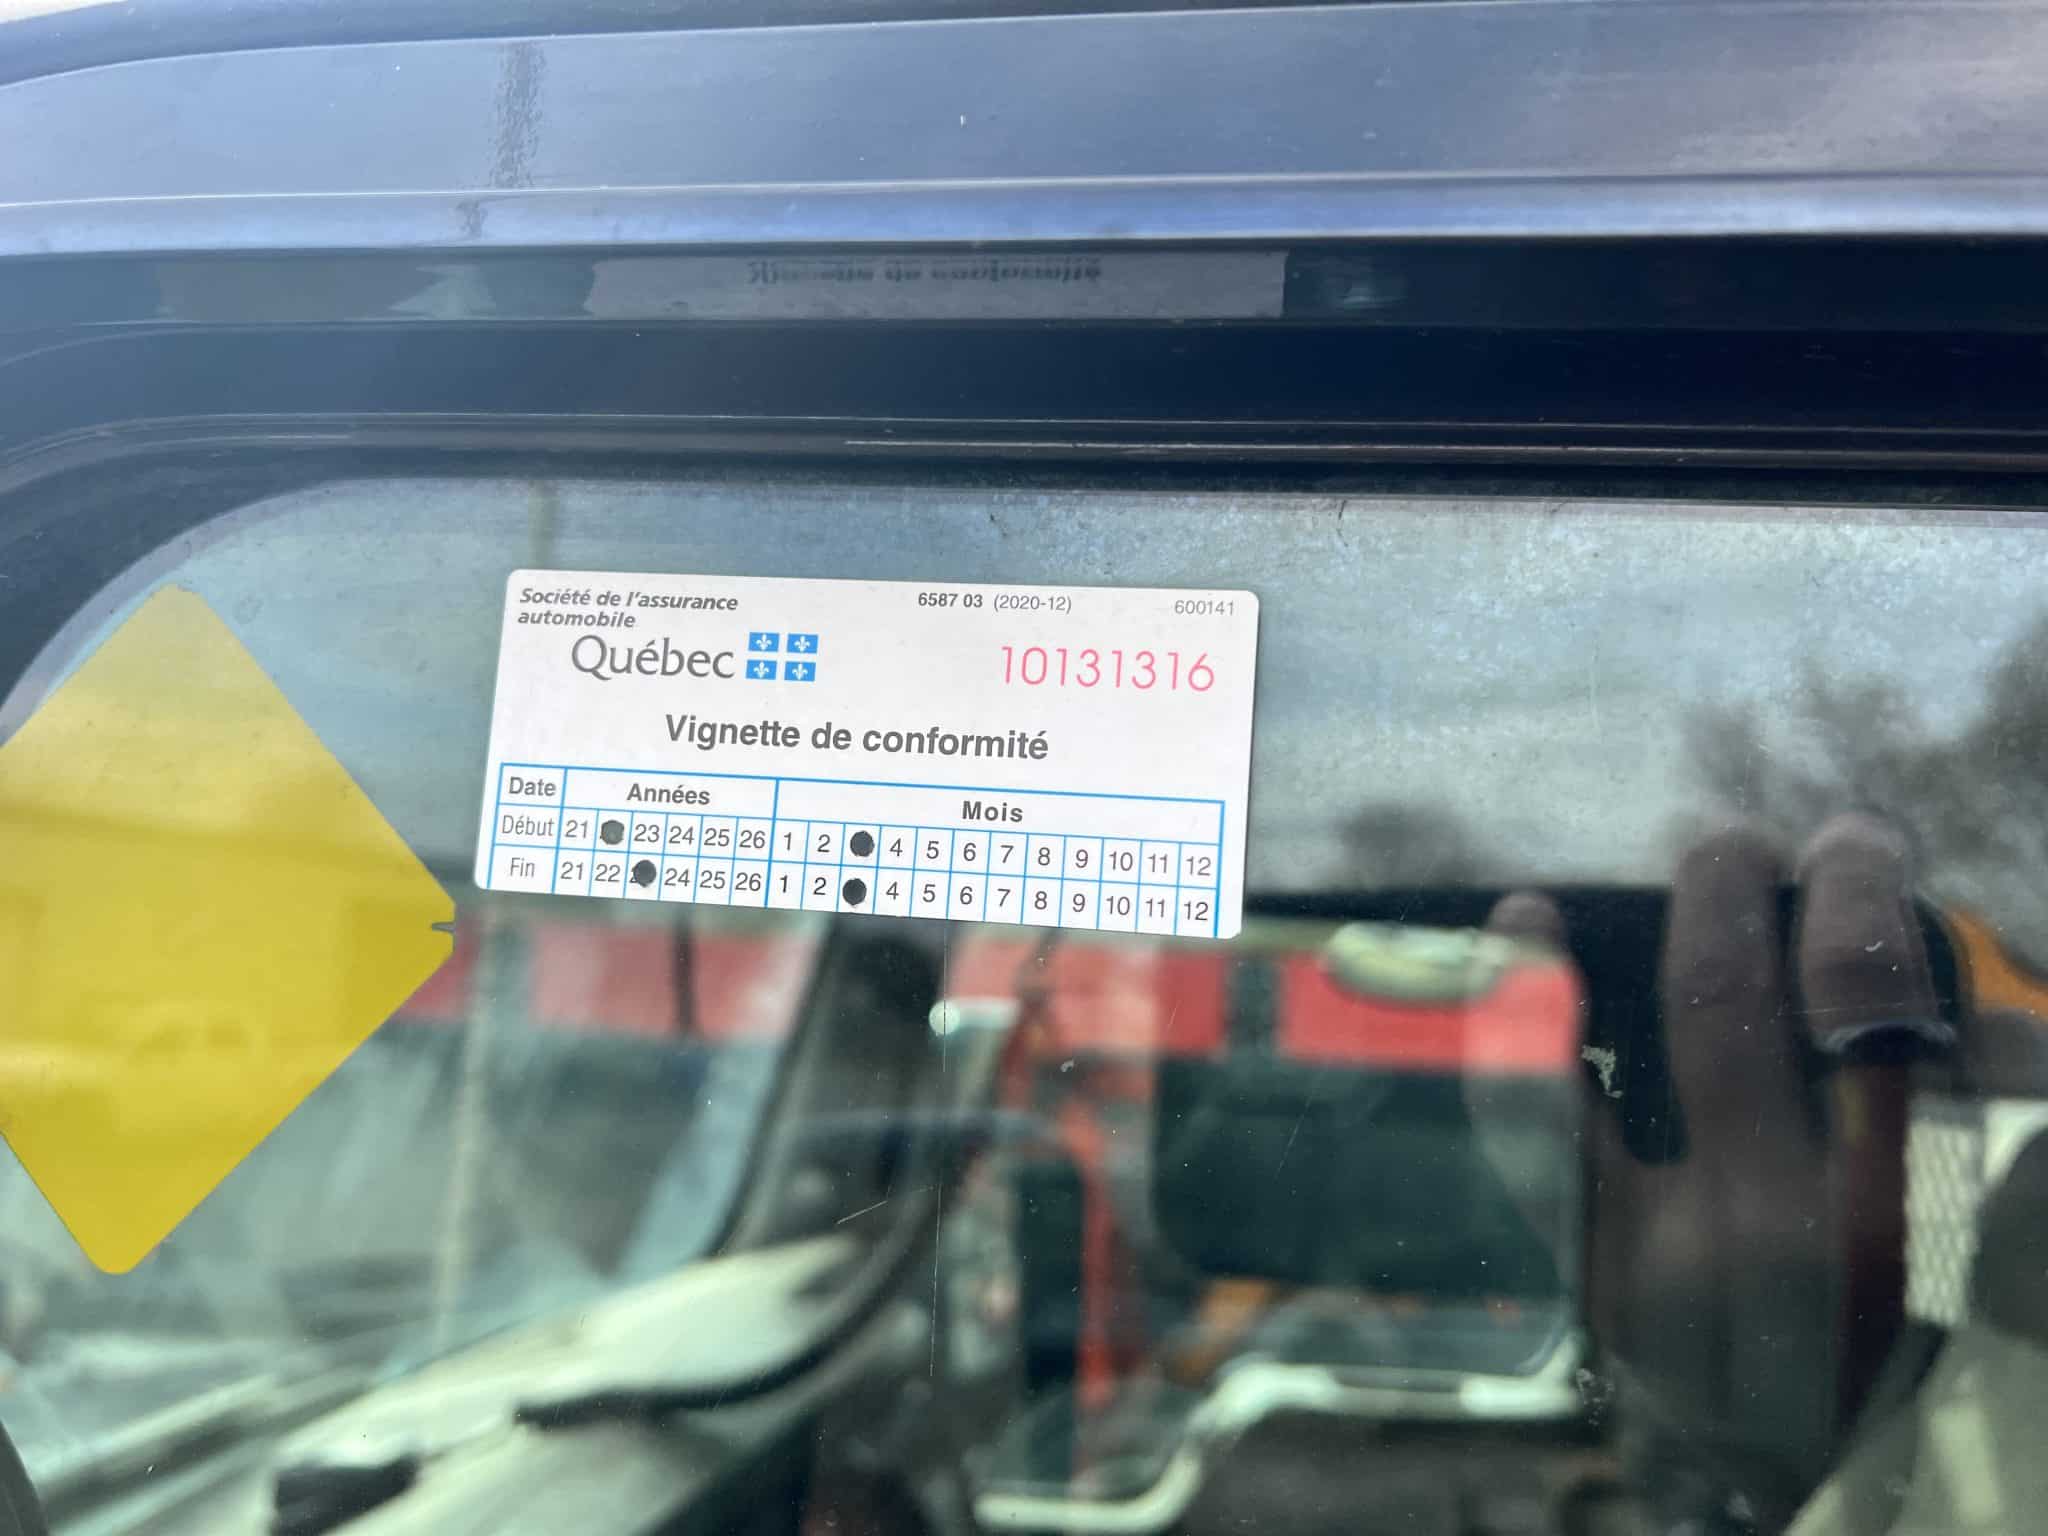 Société de l'assurance
automobile
Québec
6587 03 (2020-12)
600141
10131316
Vignette de conformité
Date Années Mois
Début 21 23 24 25 26 1 2 4 5 6 7 8 9 10 11 12
Fin 21 22 24 25 26 1 2 4 5 6 7 8 9 10 11 12